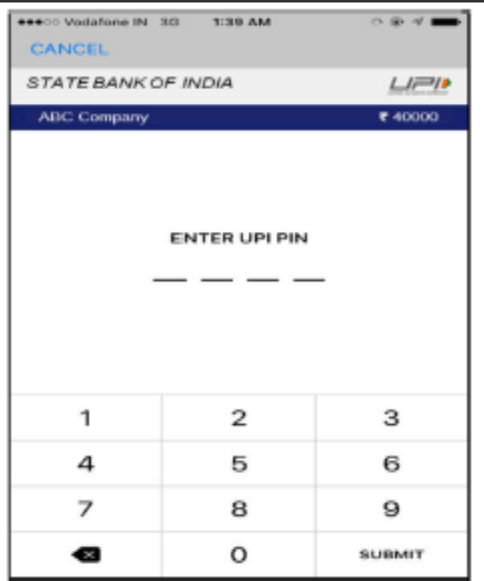 Vodafone IN 3G 1:39 AM
CANCEL
STATE BANK OF INDIA UPI
ABC Company ₹ 40000
ENTER UPI PIN
1 2 3
4 5 6
7 8 9
0 SUBMIT